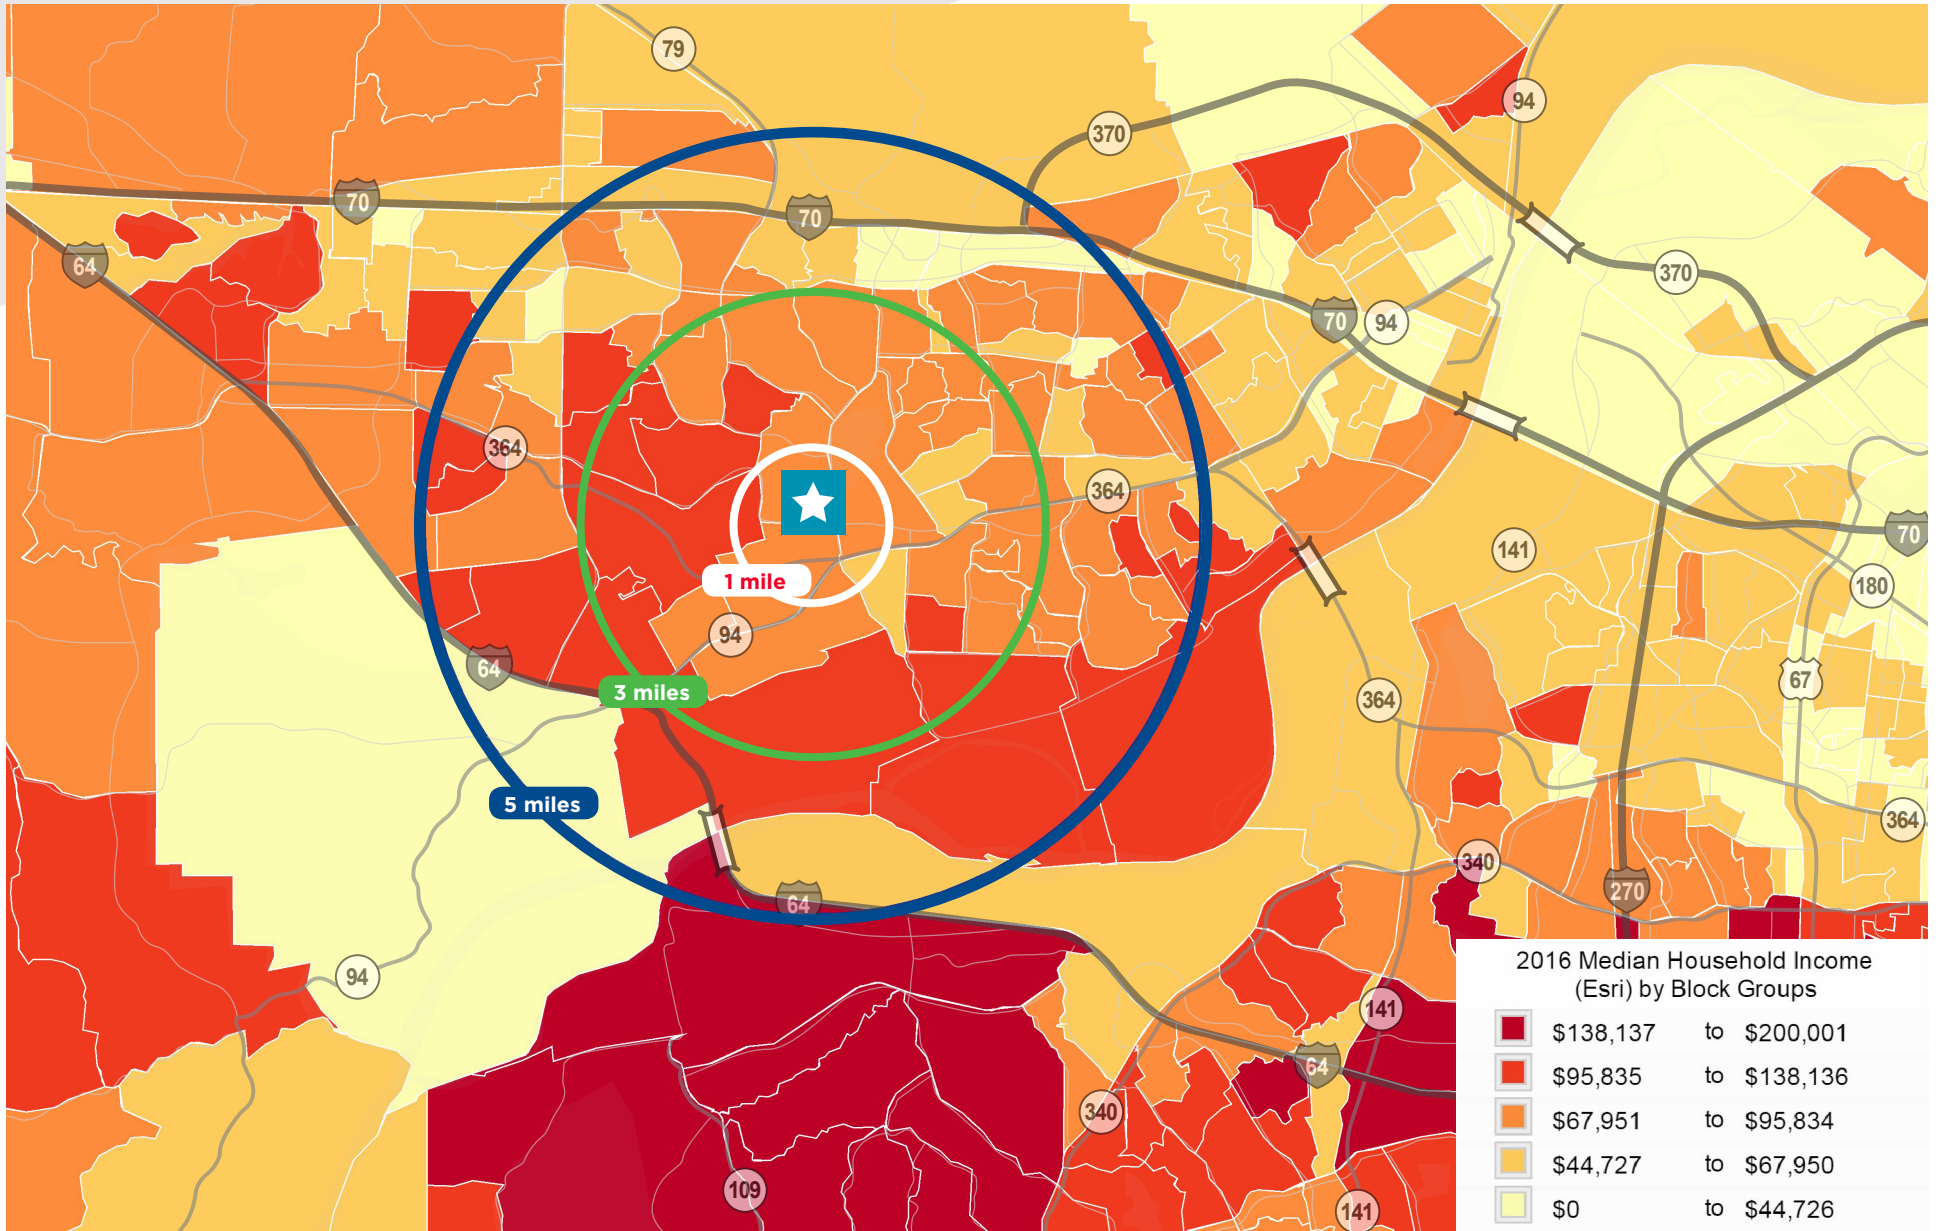 79
94
370
70
70
64
370
70
94
364
364
70
141
1 mile
180
94
64
3 miles
67
364
5 miles
364
340
270
64
94
141
64
340
109
141
2016 Median Household Income
(Esri) by Block Groups
$138,137 to $200,001
$95,835 to $138,136
$67,951 to $95,834
$44,727 to $67,950
$0 to $44,726